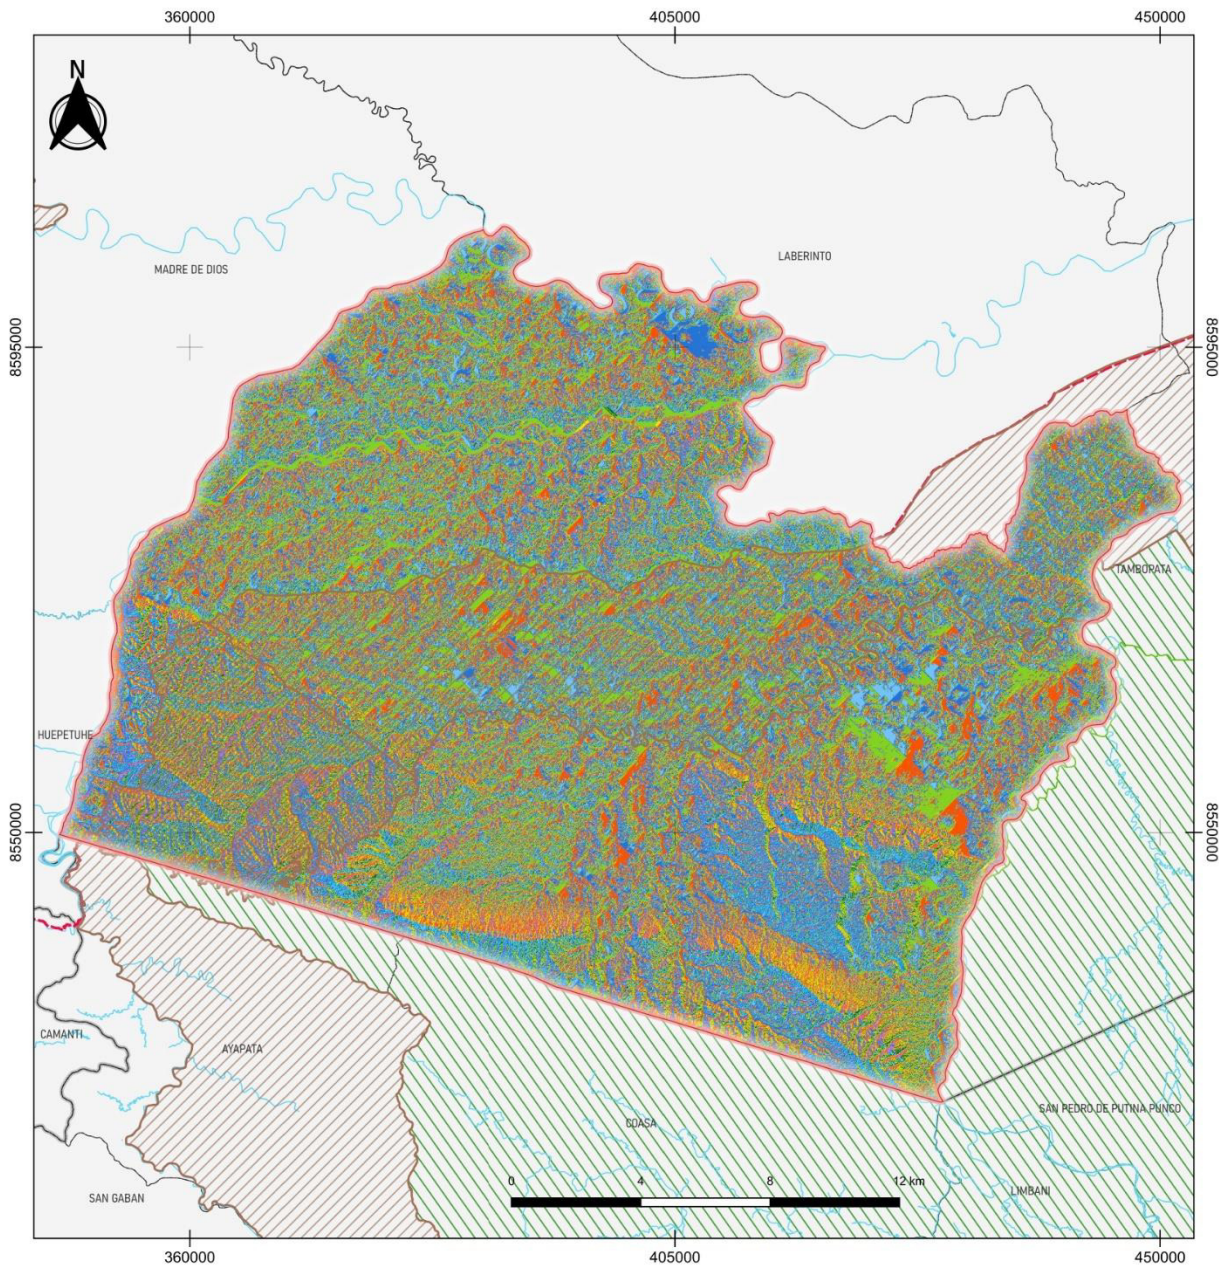 360000 405000 450000
N
MADRE DE DIOS
LABERINTO
8595000 8595000
TAMBOPATA
HUEPETUHE
8550000 8550000
CAMANTI
AYAPATA
SAN PEDRO DE PUTINA PUNCO
COASA
SAN GABAN
0 4 8 12 km
LIMBANI
360000 405000 450000